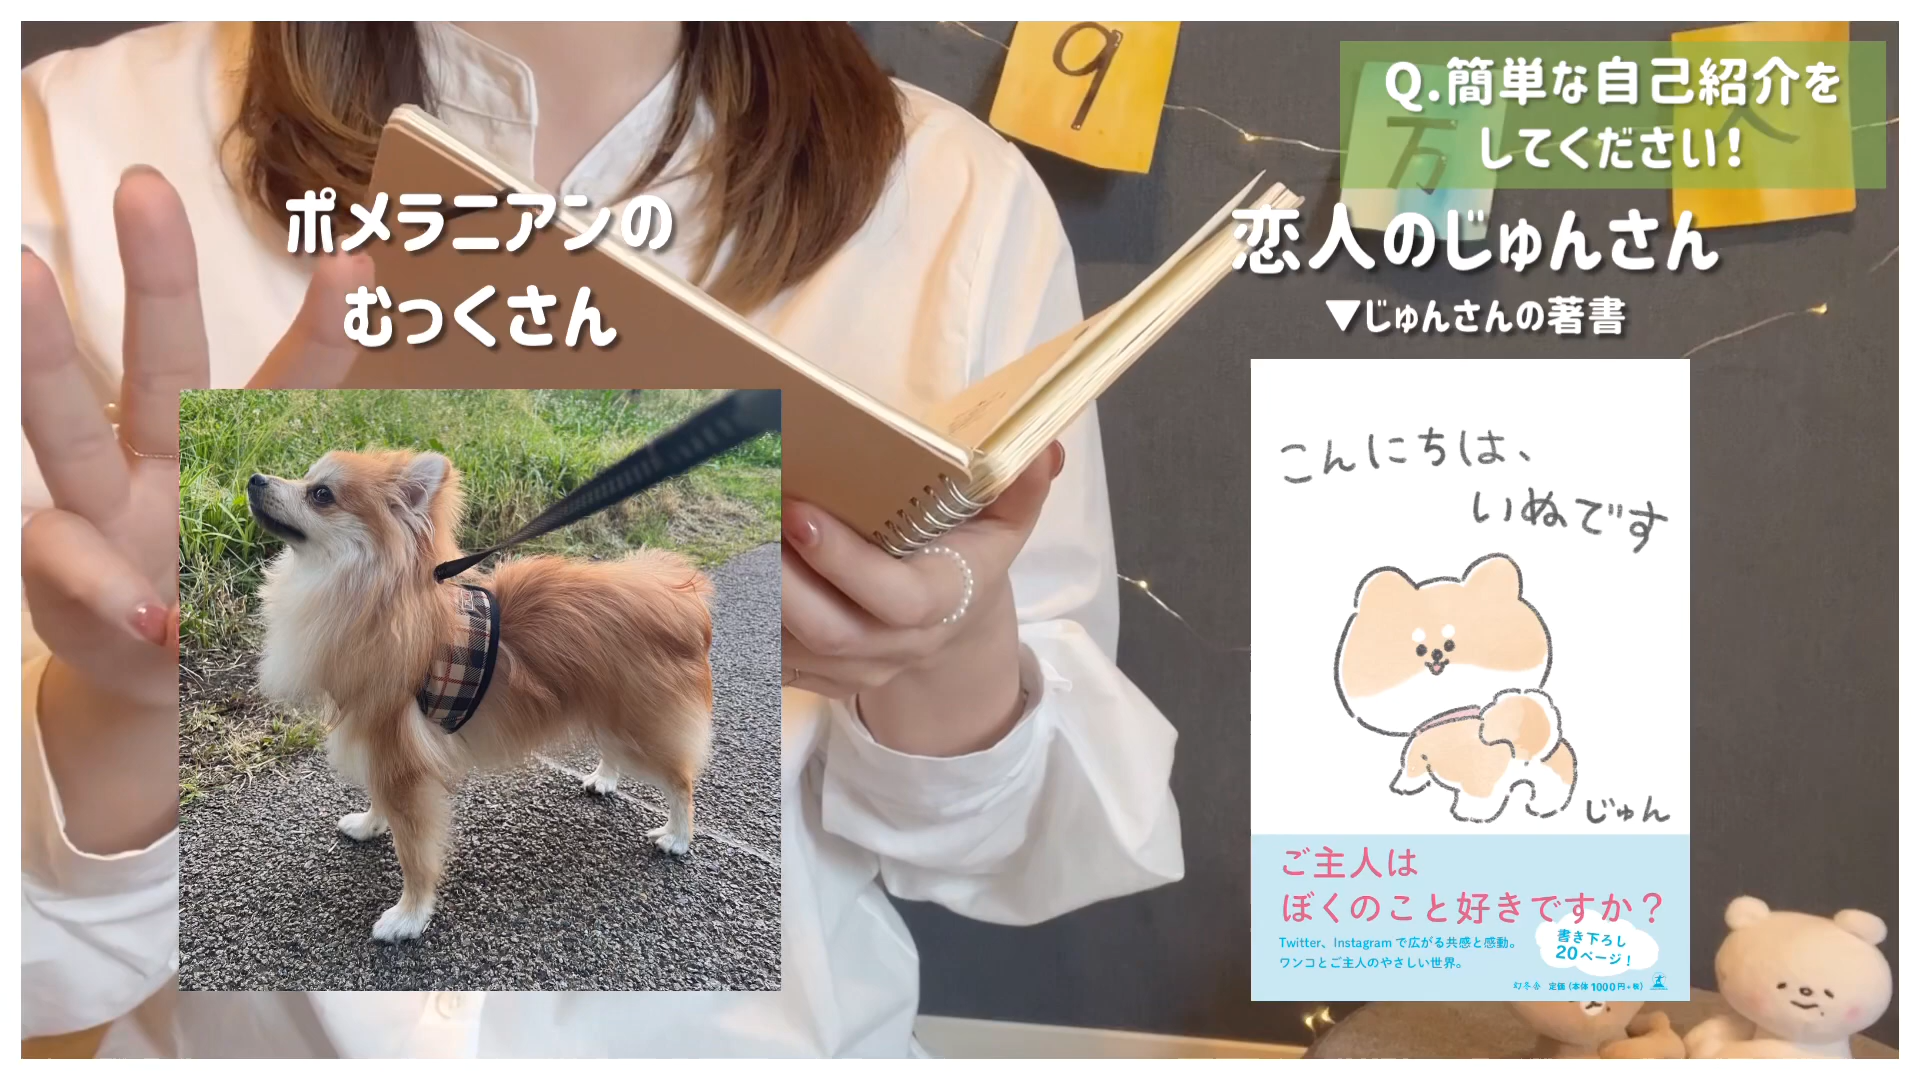 9
万
人
Q.簡単な自己紹介を
してください!
ポメラニアンの
むっくさん
恋人のじゅんさん
▼じゅんさんの著書
こんにちは、
いぬです
じゅん
ご主人は
ぼくのこと好きですか?
Twitter、Instagramで広がる共感と感動。
ワンコとご主人のやさしい世界。
書き下ろし
20ページ!
幻冬舎 定価(本体1000円+税)